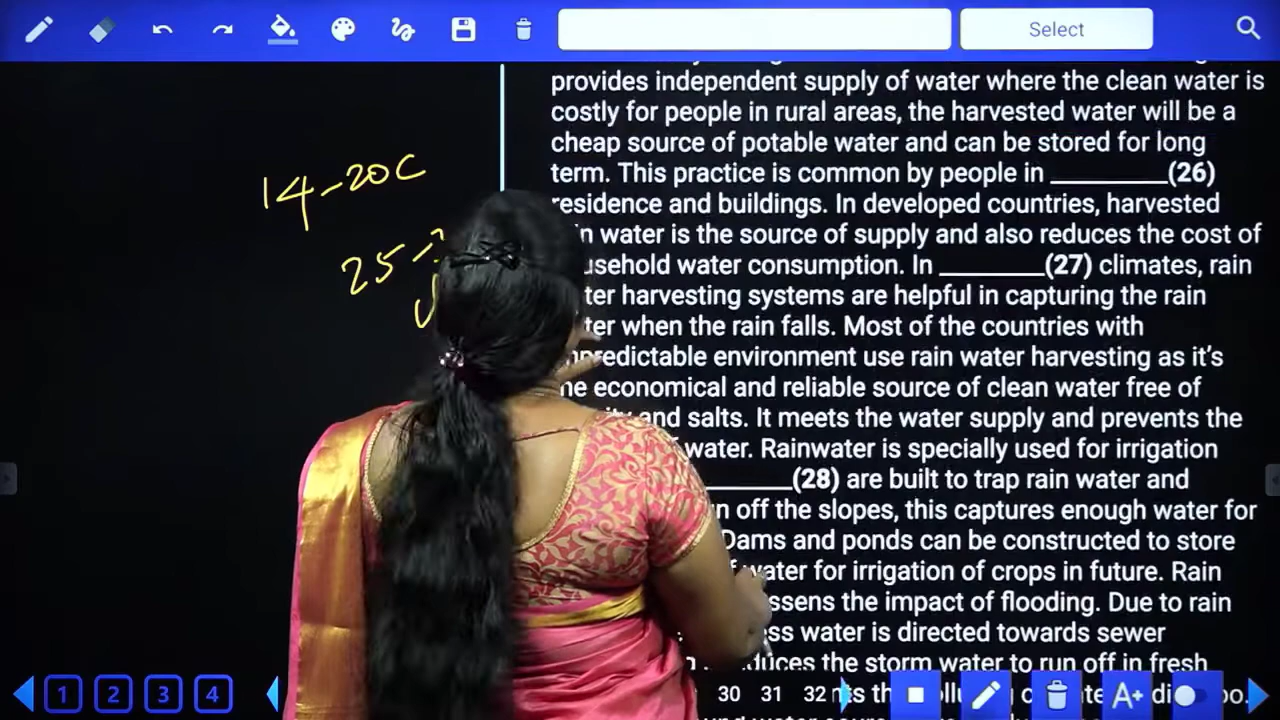 Select
provides independent supply of water where the clean water is
costly for people in rural areas, the harvested water will be a
cheap source of potable water and can be stored for long
term. This practice is common by people in ________(26)
residence and buildings. In developed countries, harvested
water is the source of supply and also reduces the cost of
water consumption. In _______(27) climates, rain
harvesting systems are helpful in capturing the rain
when the rain falls. Most of the countries with
environment use rain water harvesting as it's
economical and reliable source of clean water free of
and salts. It meets the water supply and prevents the
water. Rainwater is specially used for irrigation
______(28) are built to trap rain water and
off the slopes, this captures enough water for
Dams and ponds can be constructed to store
water for irrigation of crops in future. Rain
the impact of flooding. Due to rain
water is directed towards sewer
the storm water to run off in fresh
14-20C
25-
1 2 3 4
30 31 32
A+